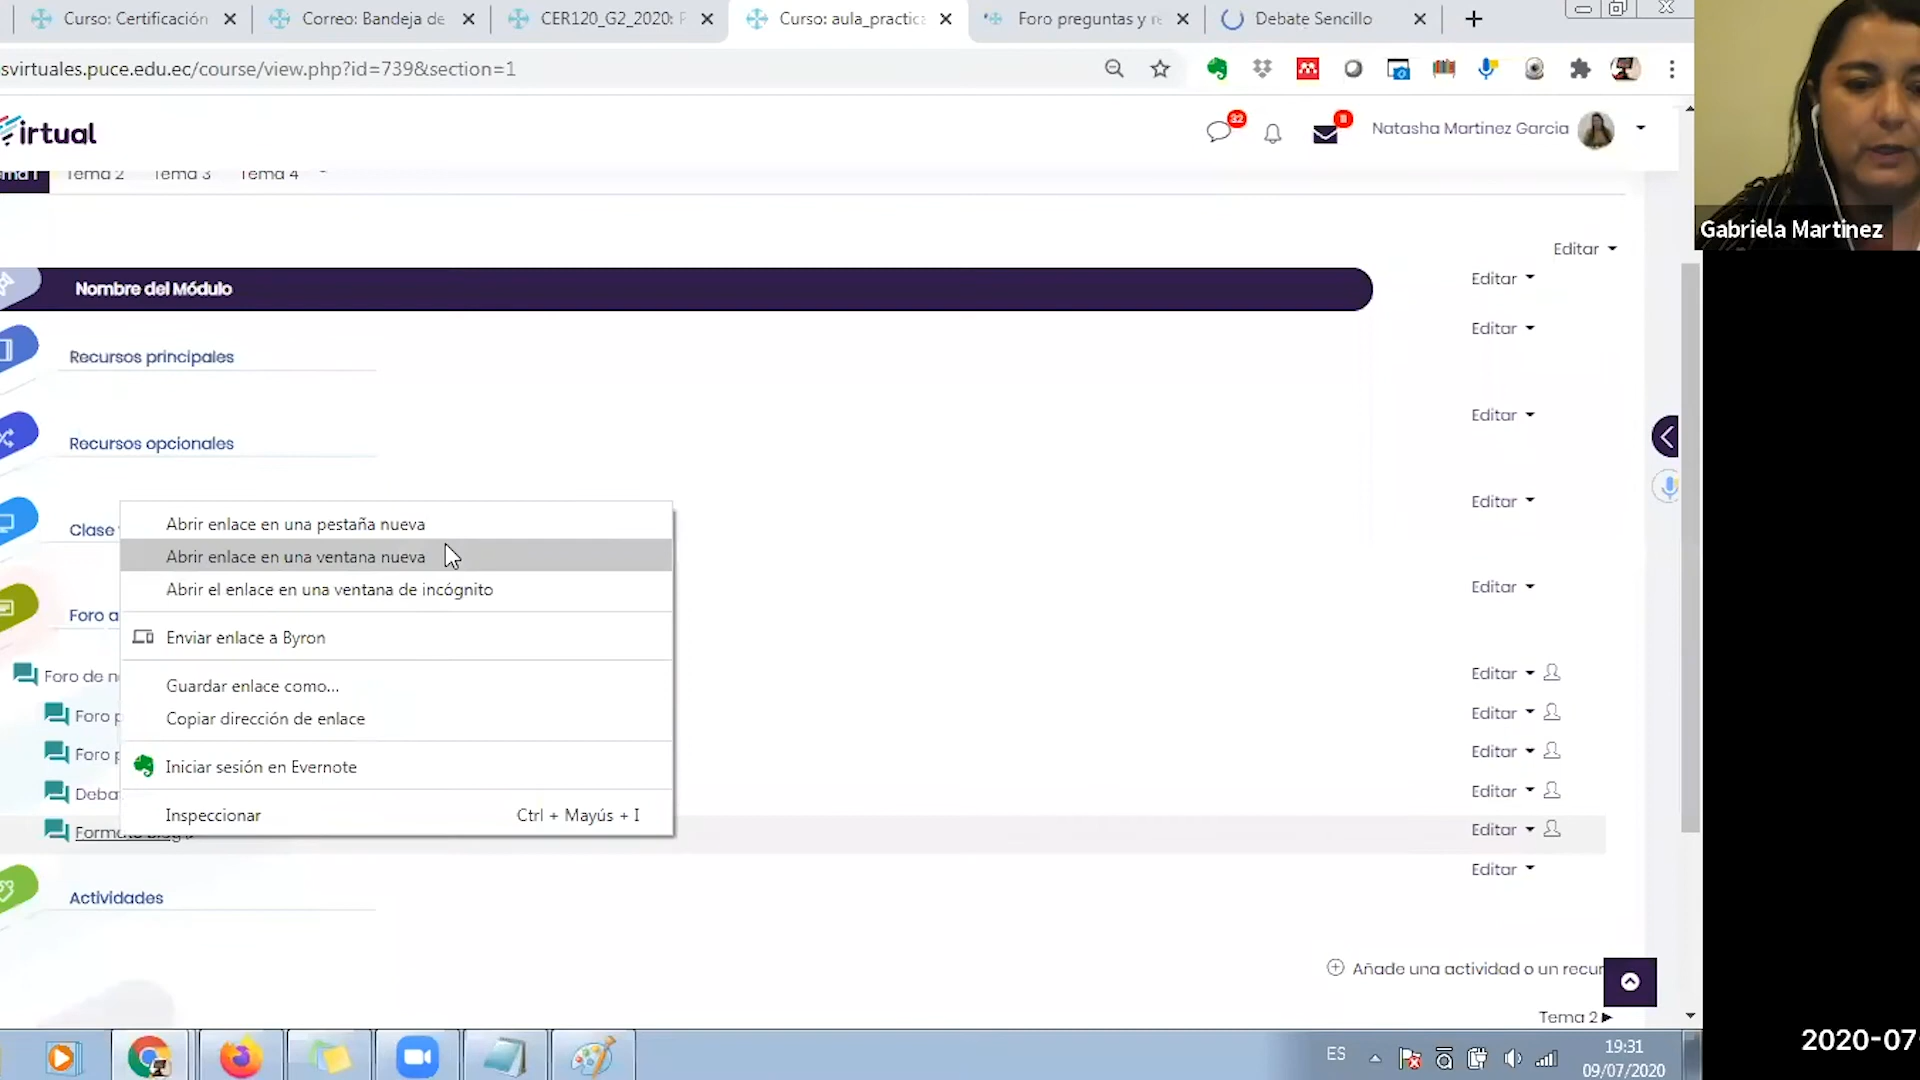 Curso: Certificación
Correo: Bandeja de
CER120_G2_2020:
Curso: aula_practica
Foro preguntas y re
Debate Sencillo
svirtuales.puce.edu.ec/course/view.php?id=739&section=1
irtual
32
Natasha Martinez Garcia
Tema 2
Tema 3
Tema 4
Gabriela Martinez
Editar
Nombre del Módulo
Editar
Editar
Recursos principales
Editar
Recursos opcionales
Editar
Clase
Abrir enlace en una pestaña nueva
Abrir enlace en una ventana nueva
Abrir el enlace en una ventana de incógnito
Editar
Foro a
Enviar enlace a Byron
Foro de n
Guardar enlace como...
Editar
Foro p
Copiar dirección de enlace
Editar
Foro p
Iniciar sesión en Evernote
Editar
Deba
Inspeccionar
Ctrl + Mayús + I
Editar
Formato Blog
Editar
Editar
Actividades
Añade una actividad o un recur
Tema 2
ES
19:31
09/07/2020
2020-07